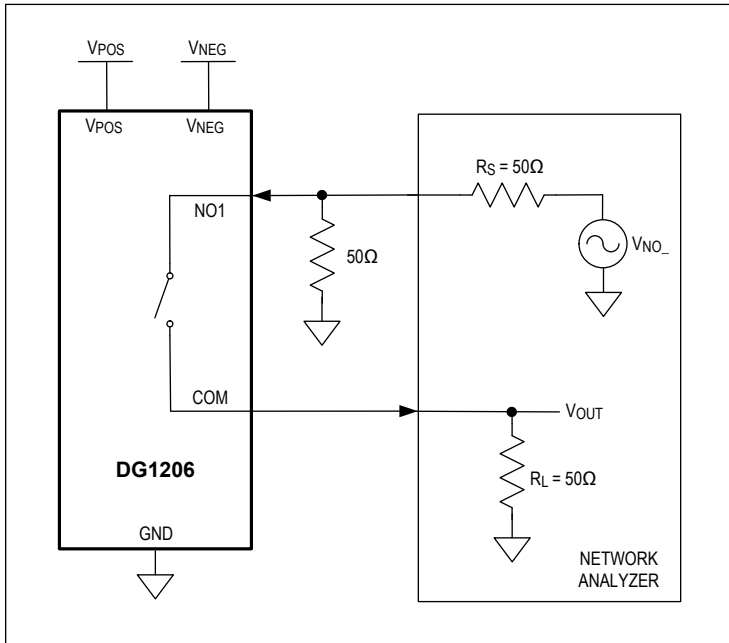 VPOS
VNEG
VPOS
VNEG
RS = 50Ω
NO1
50Ω
VNO_
COM
VOUT
DG1206
RL = 50Ω
GND
NETWORK
ANALYZER